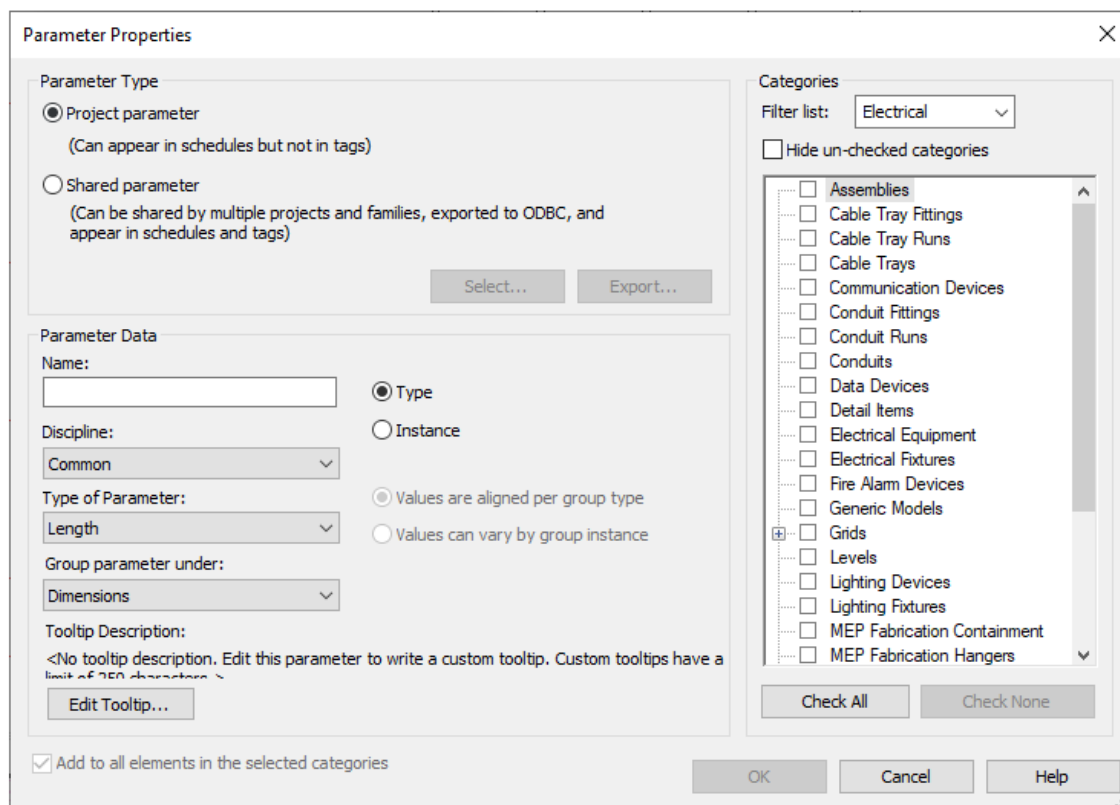 Parameter Properties
Parameter Type
Project parameter
(Can appear in schedules but not in tags)
Shared parameter
(Can be shared by multiple projects and families, exported to ODBC, and
appear in schedules and tags)
Select...
Export...
Parameter Data
Name:
Type
Instance
Discipline:
Common
Type of Parameter:
Length
Values are aligned per group type
Values can vary by group instance
Group parameter under:
Dimensions
Tooltip Description:
<No tooltip description. Edit this parameter to write a custom tooltip. Custom tooltips have a
limit of 250 characters.>
Edit Tooltip...
Add to all elements in the selected categories
Categories
Filter list:
Electrical
Hide un-checked categories
Assemblies
Cable Tray Fittings
Cable Tray Runs
Cable Trays
Communication Devices
Conduit Fittings
Conduit Runs
Conduits
Data Devices
Detail Items
Electrical Equipment
Electrical Fixtures
Fire Alarm Devices
Generic Models
Grids
Levels
Lighting Devices
Lighting Fixtures
MEP Fabrication Containment
MEP Fabrication Hangers
Check All
Check None
OK
Cancel
Help